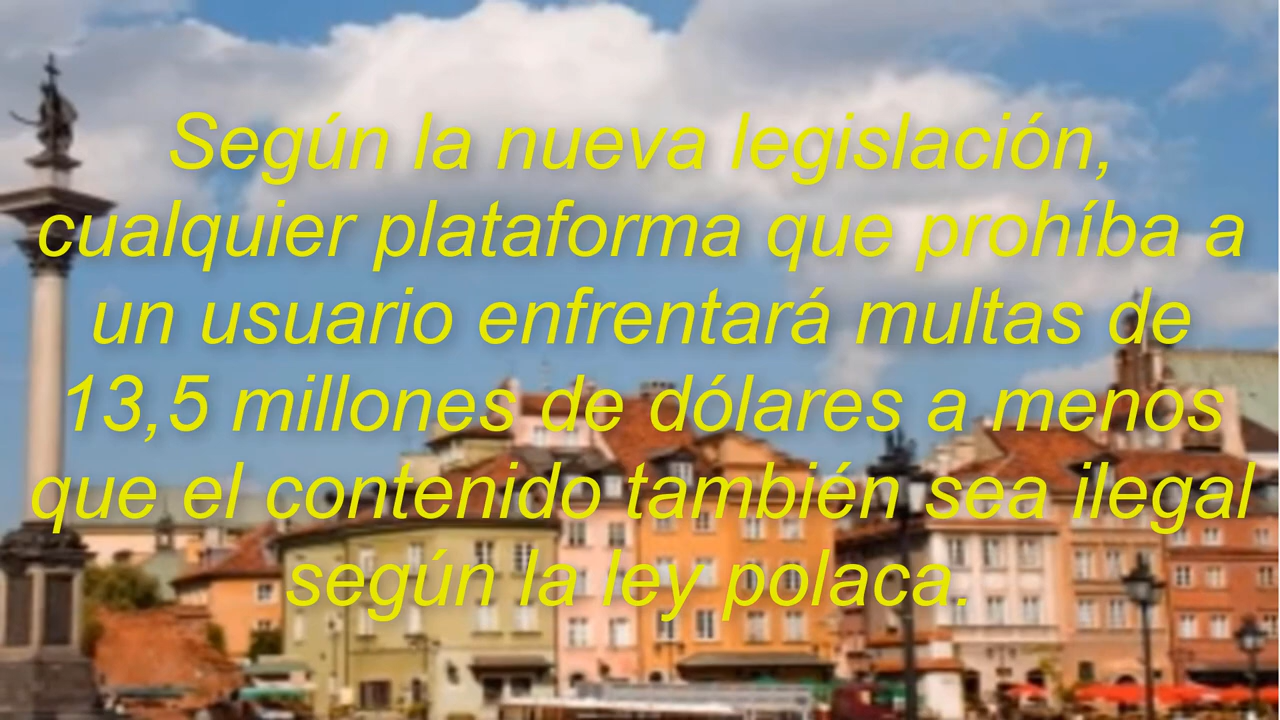 Según la nueva legislación,
cualquier plataforma que prohíba a
un usuario enfrentará multas de
13,5 millones de dólares a menos
que el contenido también sea ilegal
según la ley polaca.